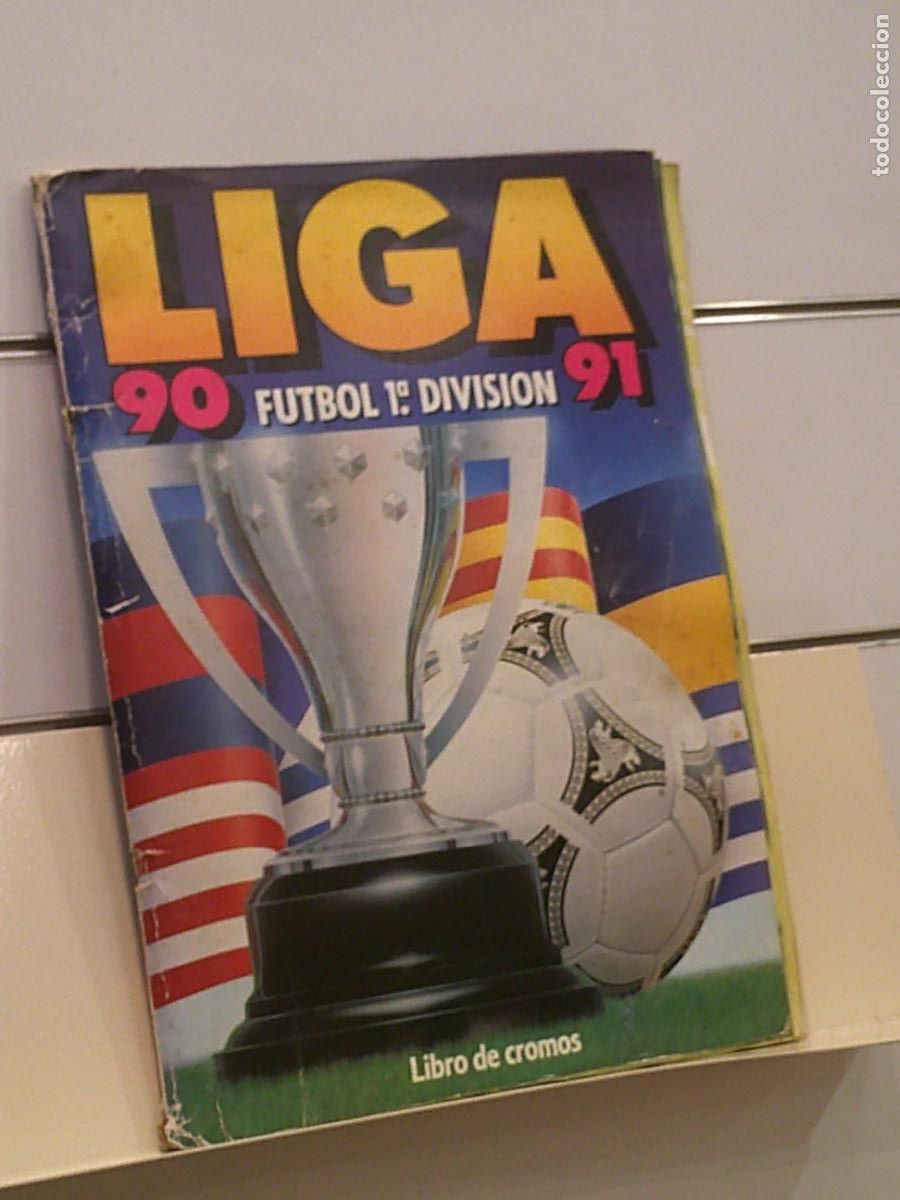 LIGA
90 FUTBOL 1ª. DIVISION 91
Libro de cromos
todocoleccion